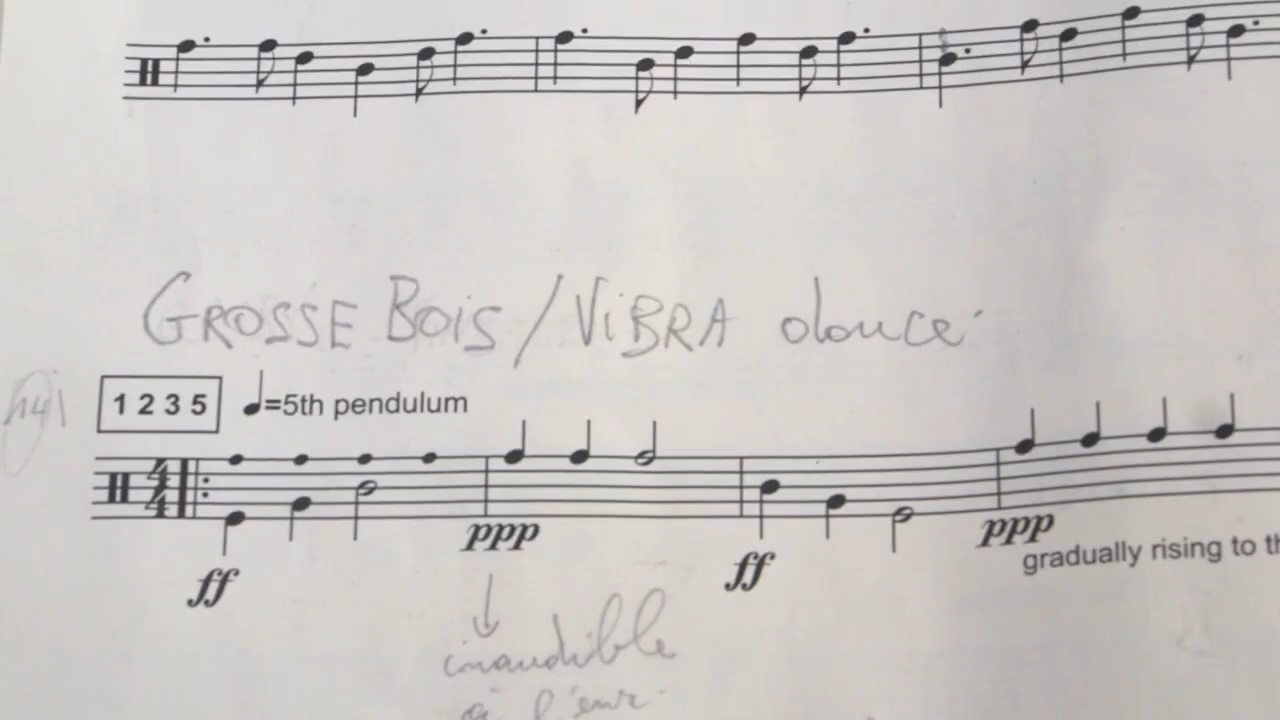 GROSSE BOIS / ViBRA douce
1 2 3 5 =5th pendulum
4
4
ppp
ppp
gradually rising to th
ff
ff
inaudible